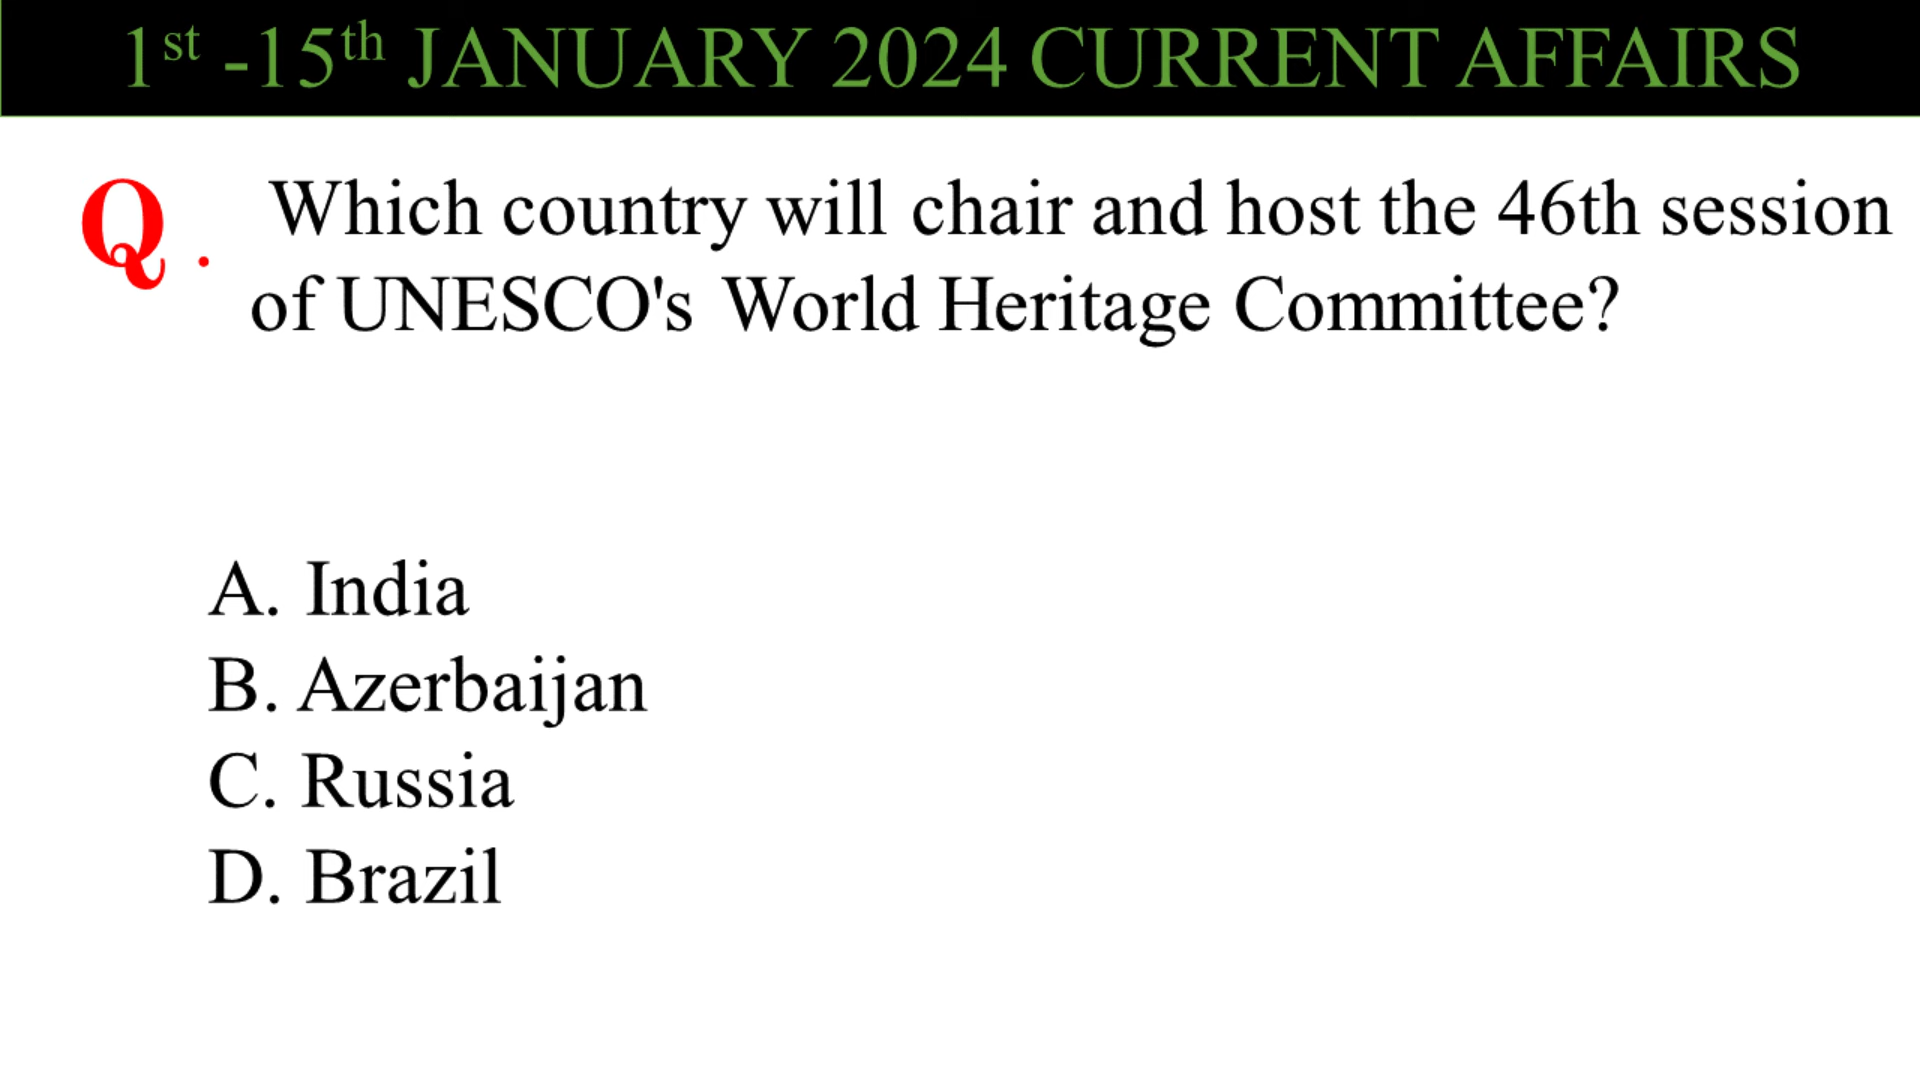 1st -15th JANUARY 2024 CURRENT AFFAIRS
Q . Which country will chair and host the 46th session
of UNESCO's World Heritage Committee?
A. India
B. Azerbaijan
C. Russia
D. Brazil